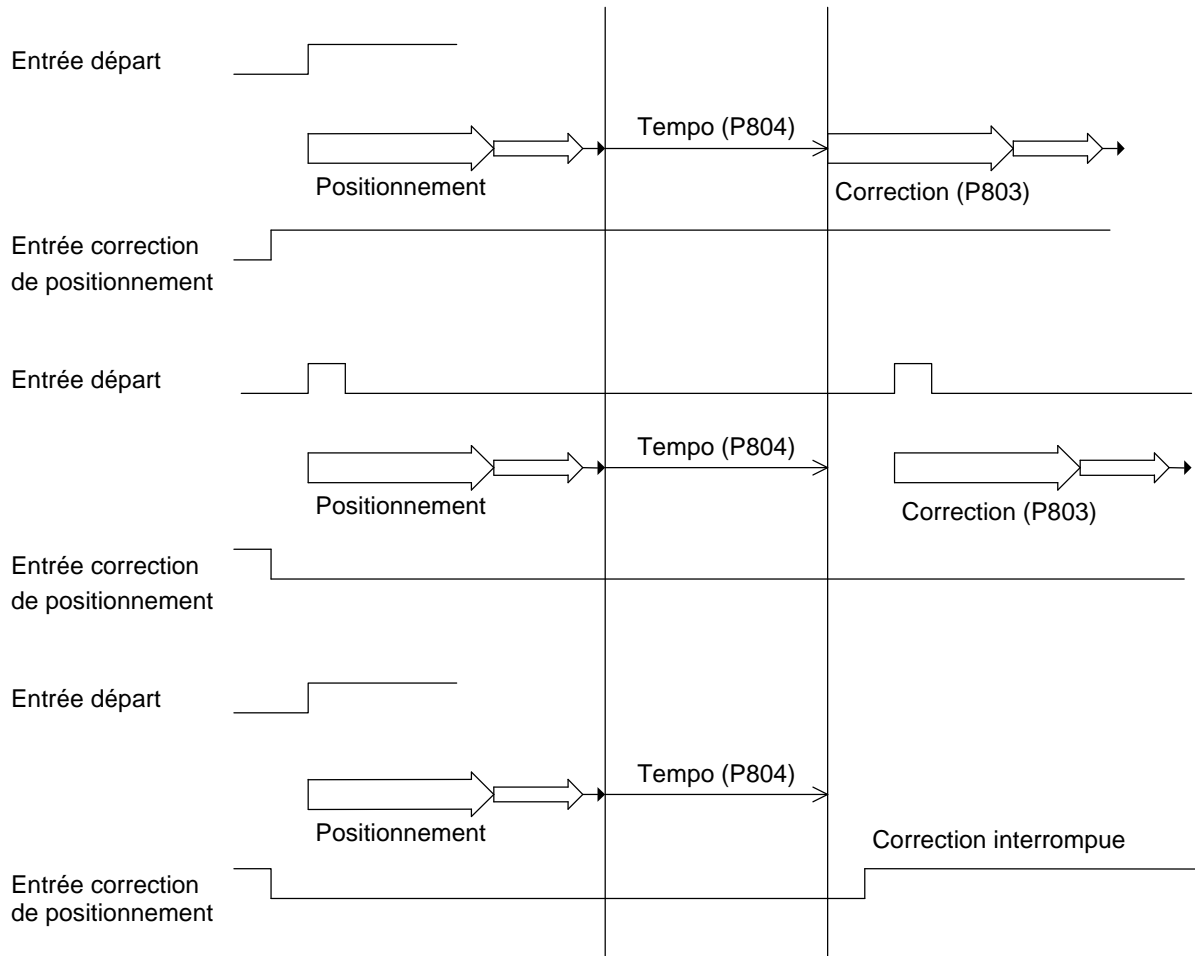 Entrée départ
Tempo (P804)
Positionnement
Correction (P803)
Entrée correction
de positionnement
Entrée départ
Tempo (P804)
Positionnement
Correction (P803)
Entrée correction
de positionnement
Entrée départ
Tempo (P804)
Positionnement
Correction interrompue
Entrée correction
de positionnement